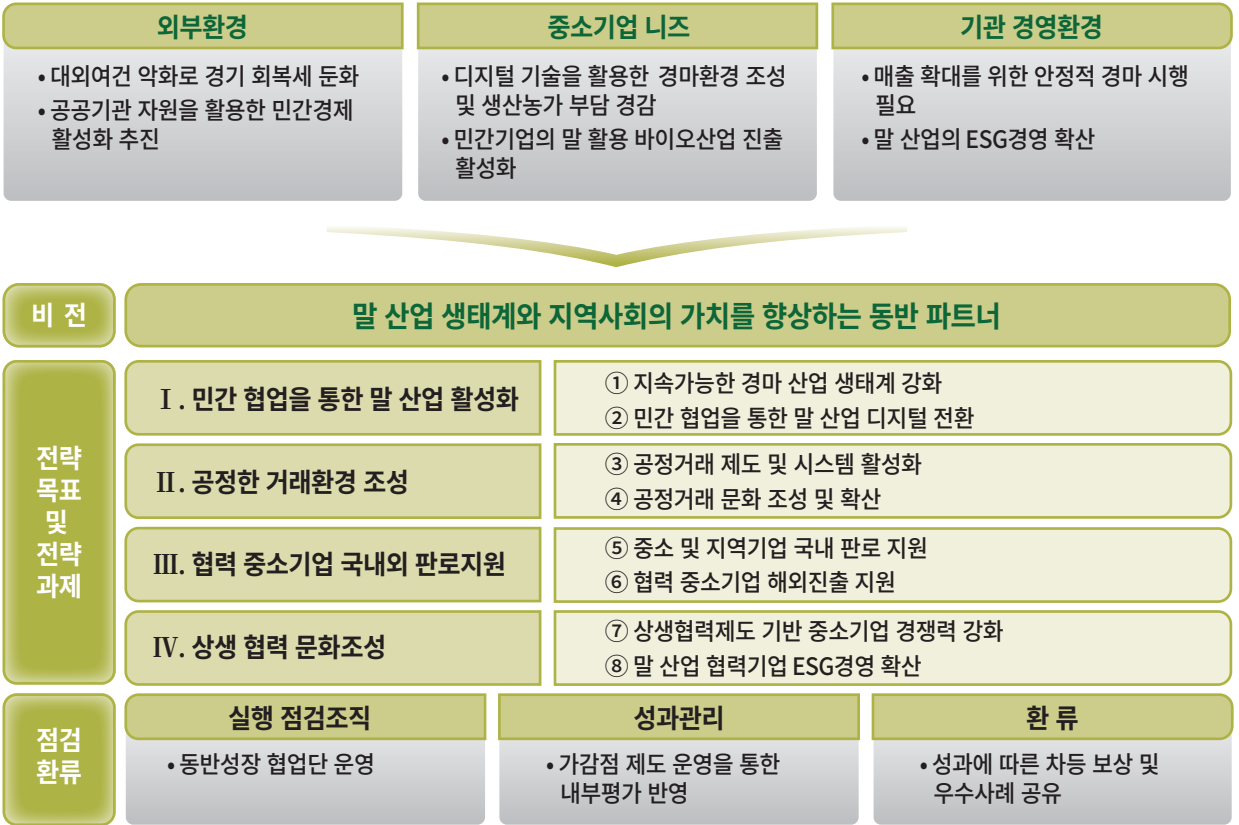 외부환경
• 대외여건 악화로 경기 회복세 둔화
• 공공기관 자원을 활용한 민간경제
활성화 추진
중소기업 니즈
• 디지털 기술을 활용한 경마환경 조성
및 생산농가 부담 경감
• 민간기업의 말 활용 바이오산업 진출
활성화
기관 경영환경
• 매출 확대를 위한 안정적 경마 시행
필요
• 말 산업의 ESG경영 확산
비 전
말 산업 생태계와 지역사회의 가치를 향상하는 동반 파트너
전략
목표
및
전략
과제
Ⅰ. 민간 협업을 통한 말 산업 활성화
① 지속가능한 경마 산업 생태계 강화
② 민간 협업을 통한 말 산업 디지털 전환
Ⅱ. 공정한 거래환경 조성
③ 공정거래 제도 및 시스템 활성화
④ 공정거래 문화 조성 및 확산
Ⅲ. 협력 중소기업 국내외 판로지원
⑤ 중소 및 지역기업 국내 판로 지원
⑥ 협력 중소기업 해외진출 지원
Ⅳ. 상생 협력 문화조성
⑦ 상생협력제도 기반 중소기업 경쟁력 강화
⑧ 말 산업 협력기업 ESG경영 확산
점검
환류
실행 점검조직
• 동반성장 협업단 운영
성과관리
• 가감점 제도 운영을 통한
내부평가 반영
환 류
• 성과에 따른 차등 보상 및
우수사례 공유